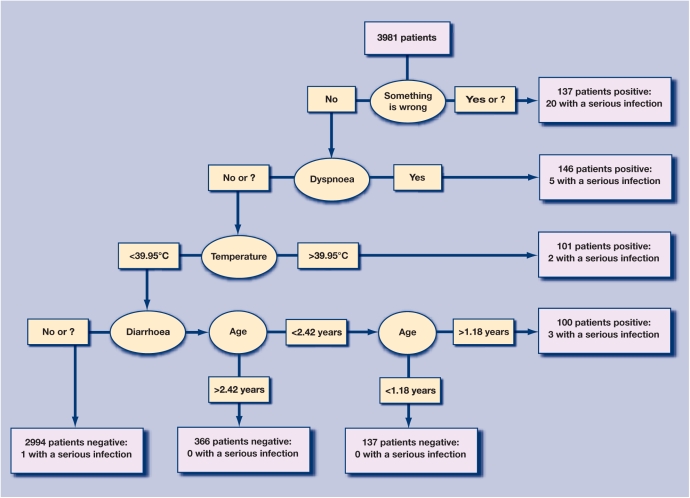 3981 patients
Something
is wrong
No
Yes or ?
137 patients positive:
20 with a serious infection
No or ?
Dyspnoea
Yes
146 patients positive:
5 with a serious infection
<39.95°C
Temperature
>39.95°C
101 patients positive:
2 with a serious infection
No or ?
Diarrhoea
Age
<2.42 years
Age
>1.18 years
100 patients positive:
3 with a serious infection
>2.42 years
<1.18 years
2994 patients negative:
1 with a serious infection
366 patients negative:
0 with a serious infection
137 patients negative:
0 with a serious infection